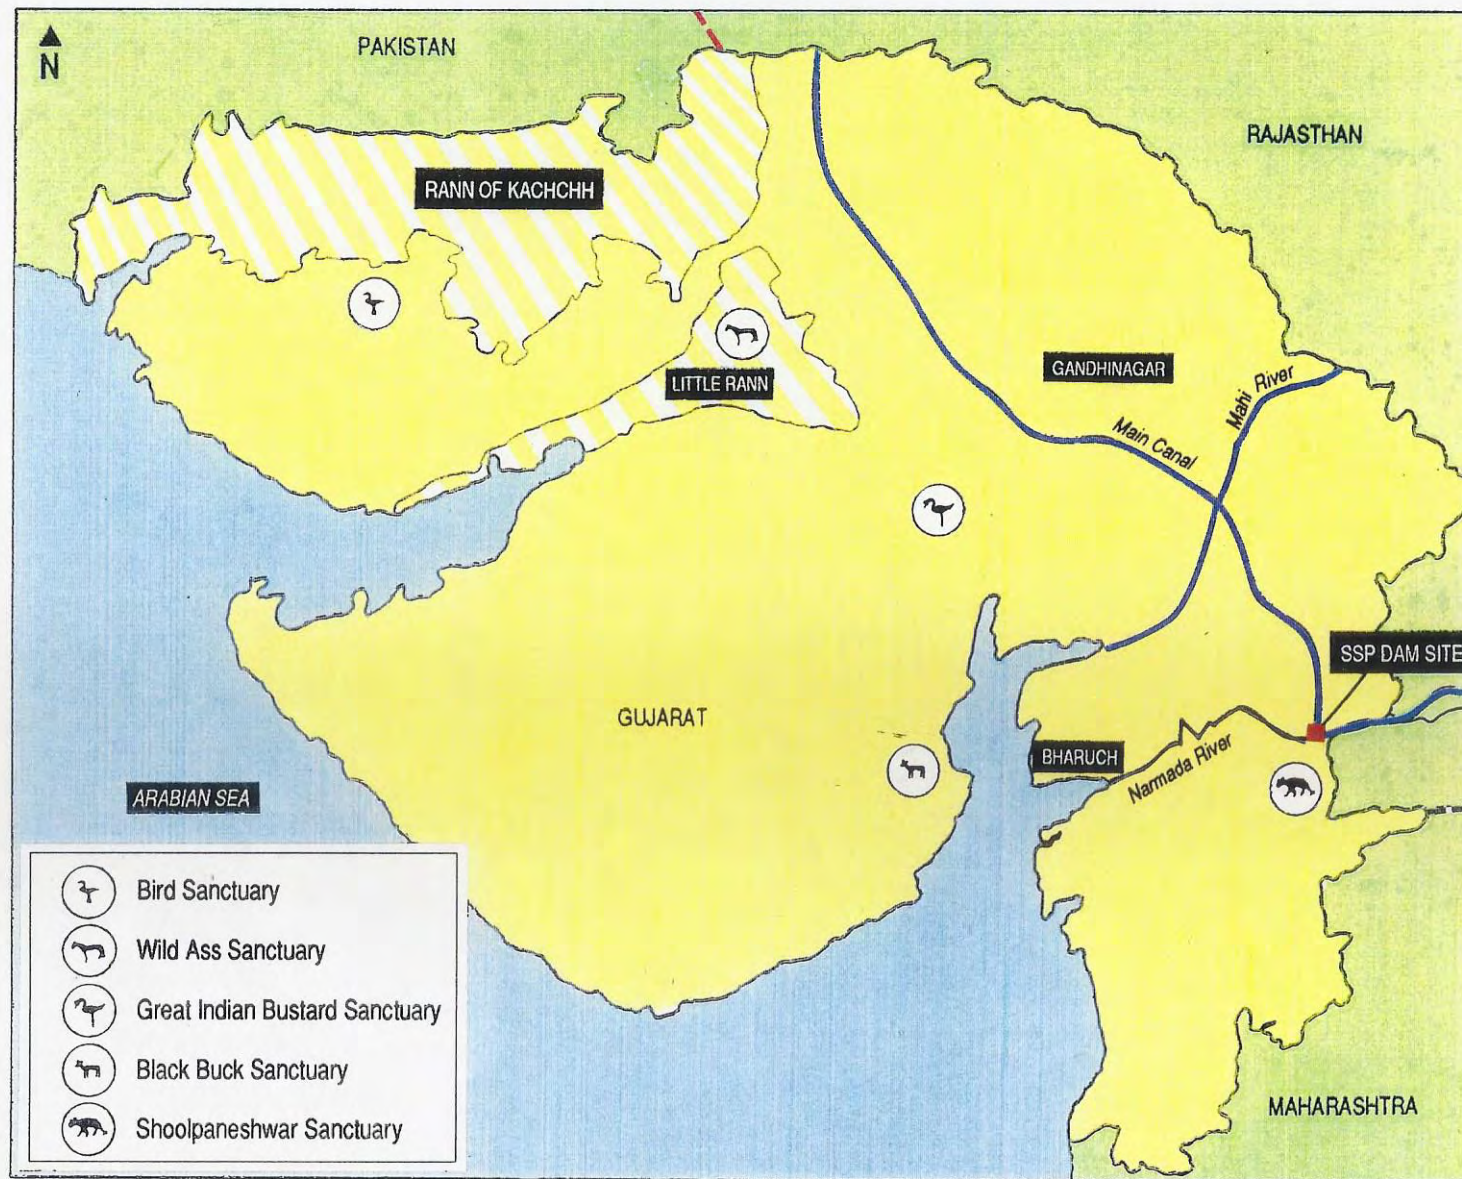 N
PAKISTAN
RAJASTHAN
RANN OF KACHCHH
LITTLE RANN
GANDHINAGAR
Mahi River
Main Canal
SSP DAM SITE
GUJARAT
BHARUCH
Narmada River
ARABIAN SEA
Bird Sanctuary
Wild Ass Sanctuary
Great Indian Bustard Sanctuary
Black Buck Sanctuary
Shoolpaneshwar Sanctuary
MAHARASHTRA